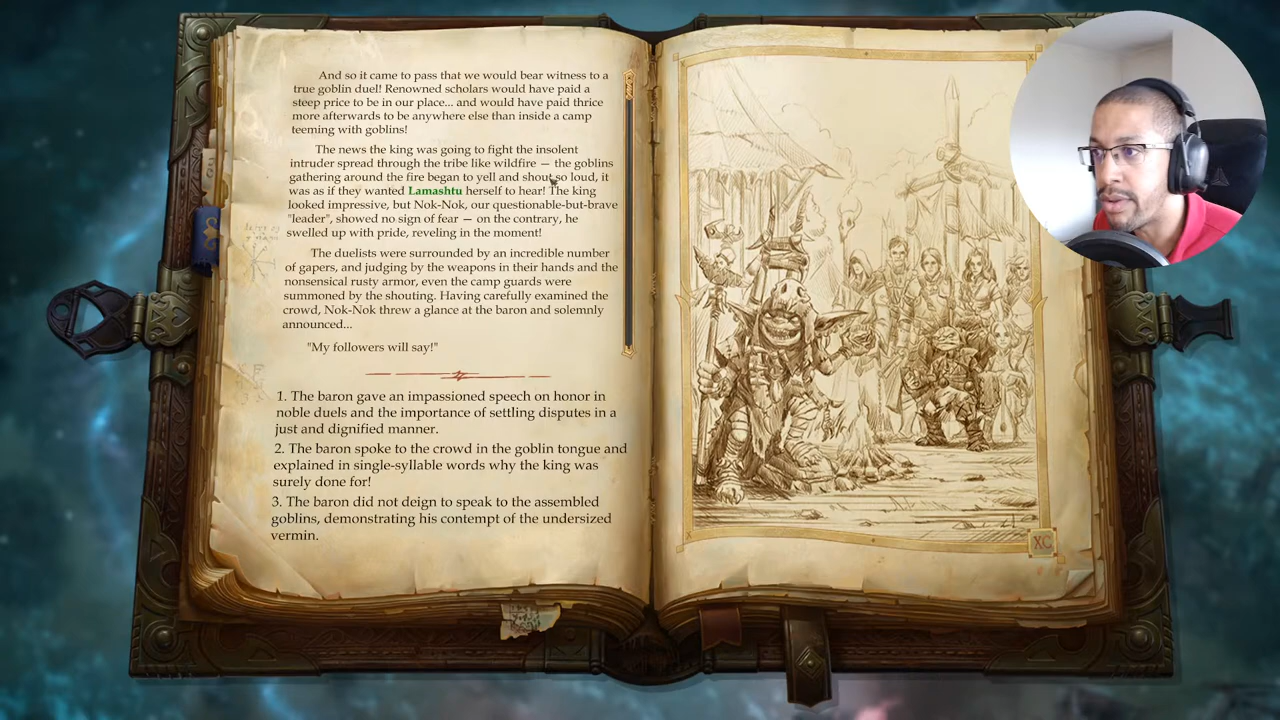 And so it came to pass that we would bear witness to a
true goblin duel! Renowned scholars would have paid a
steep price to be in our place... and would have paid thrice
more afterwards to be anywhere else than inside a camp
teeming with goblins!
The news the king was going to fight the insolent
intruder spread through the tribe like wildfire — the goblins
gathering around the fire began to yell and shout so loud, it
was as if they wanted Lamashtu herself to hear! The king
looked impressive, but Nok-Nok, our questionable-but-brave
"leader", showed no sign of fear — on the contrary, he
swelled up with pride, reveling in the moment!
The duelists were surrounded by an incredible number
of gapers, and judging by the weapons in their hands and the
nonsensical rusty armor, even the camp guards were
summoned by the shouting. Having carefully examined the
crowd, Nok-Nok threw a glance at the baron and solemnly
announced...
"My followers will say!"
1. The baron gave an impassioned speech on honor in
noble duels and the importance of settling disputes in a
just and dignified manner.
2. The baron spoke to the crowd in the goblin tongue and
explained in single-syllable words why the king was
surely done for!
3. The baron did not deign to speak to the assembled
goblins, demonstrating his contempt of the undersized
vermin.
XC